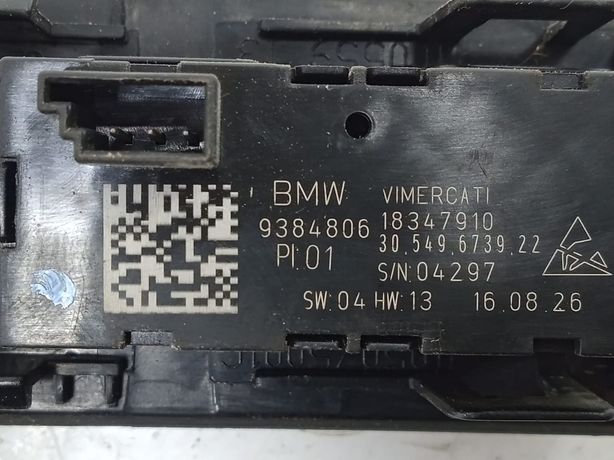 BMW VIMERCATI
9384806 18347910
PI:01 30.549.6739.22
S/N:04297
SW:04 HW:13 16.08.26